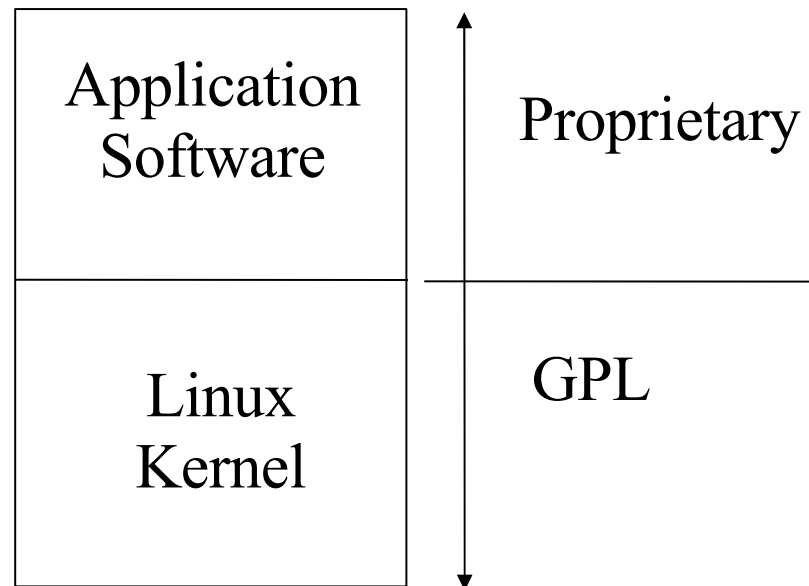 Application
Software
Proprietary
Linux
Kernel
GPL